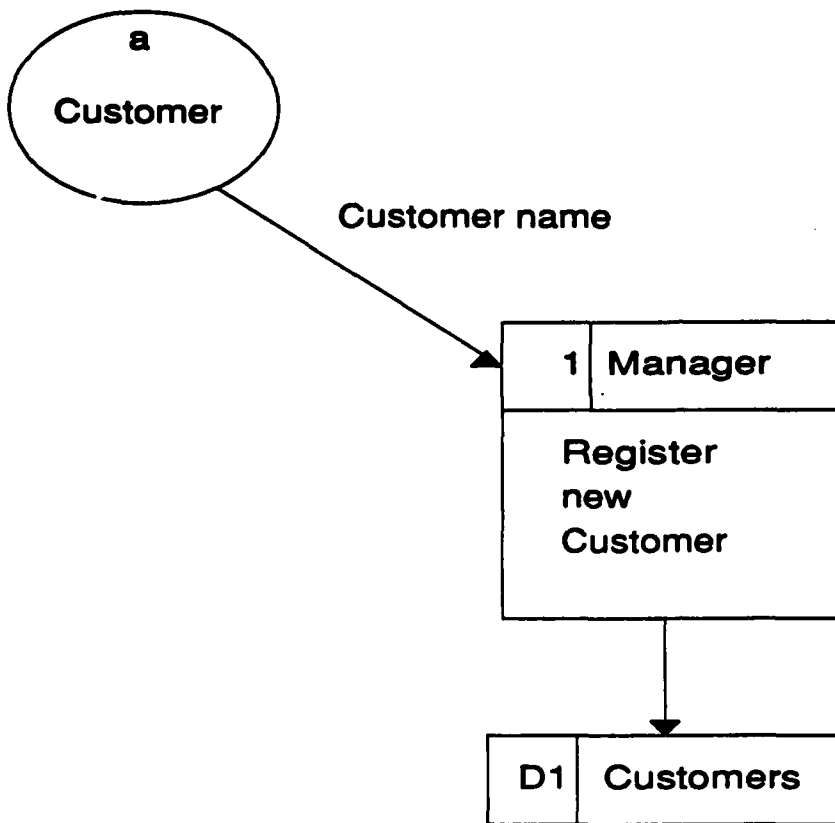 a
Customer
Customer name
1 Manager
Register
new
Customer
D1 Customers